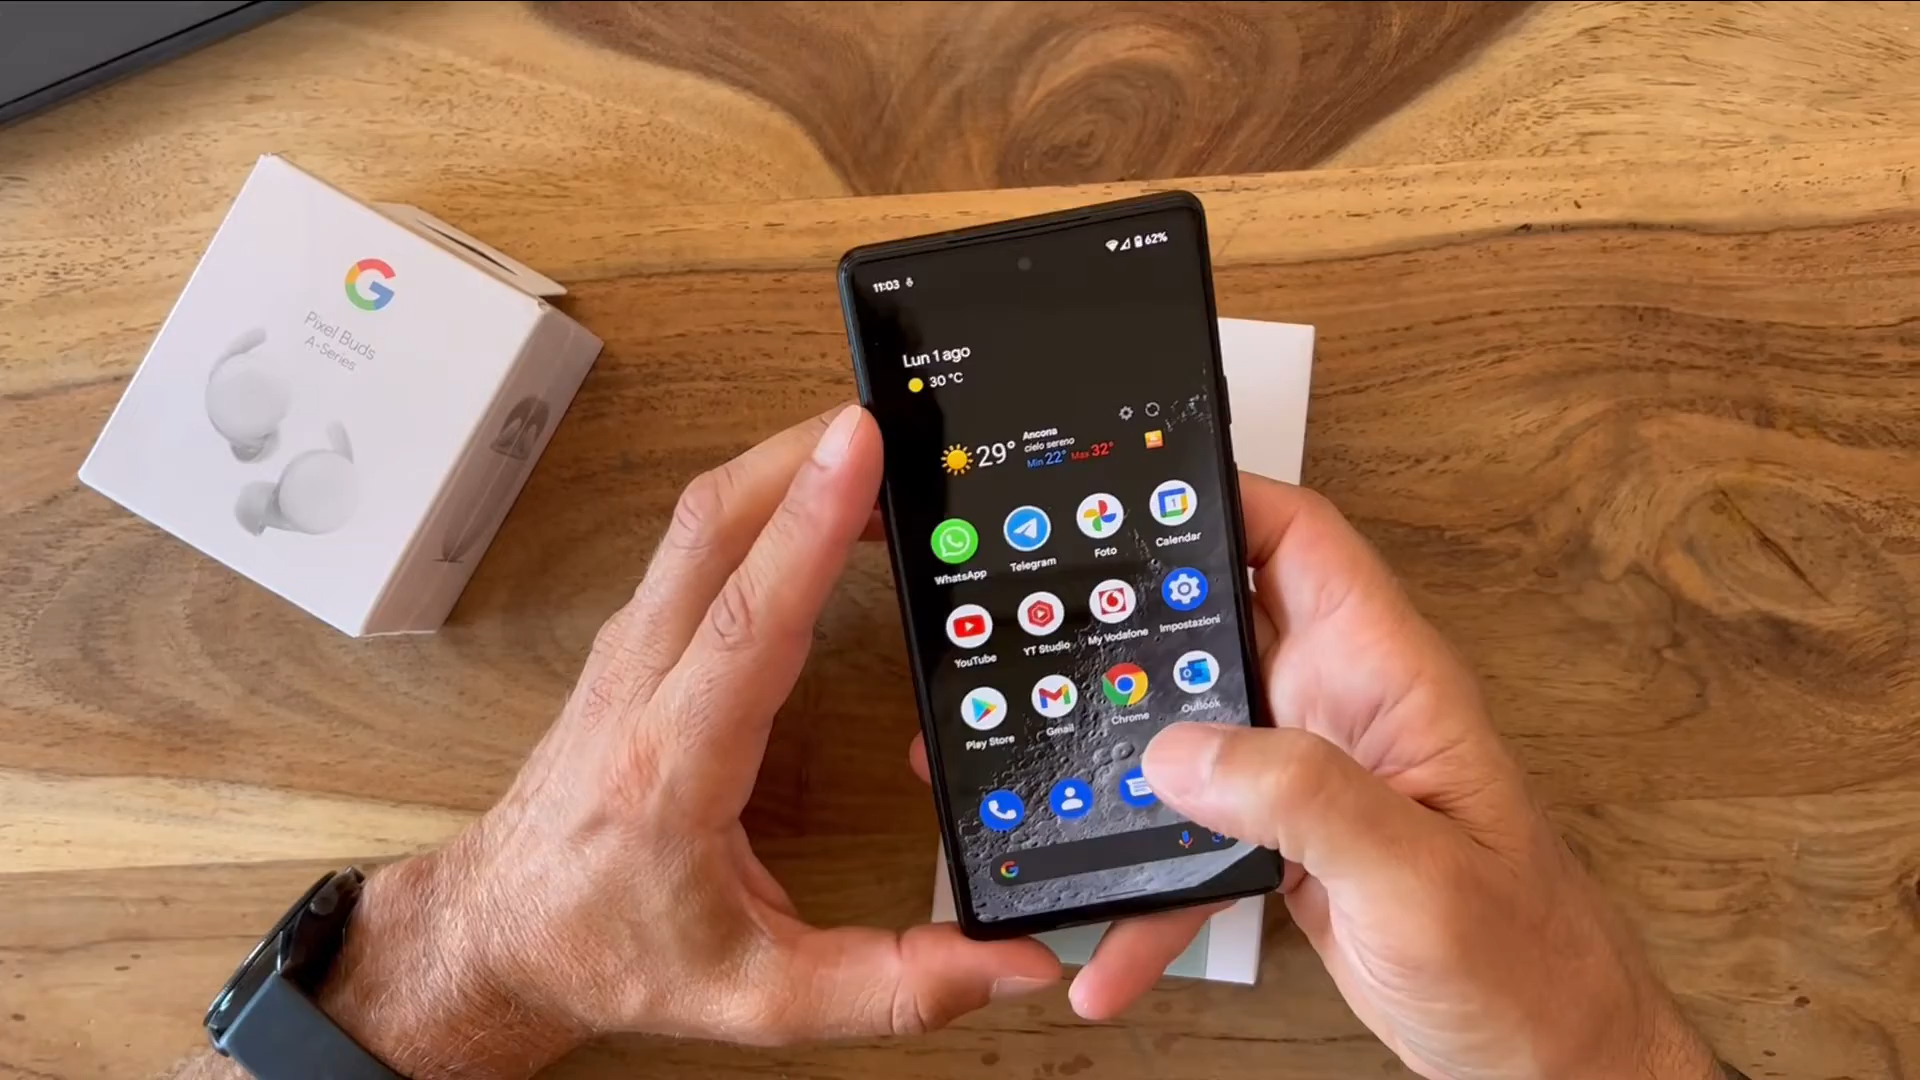 Pixel Buds
A-Series
11:03
62%
Lun 1 ago
30 °C
29°
Ancona
cielo sereno
Min 22° Max 32°
WhatsApp
Telegram
Foto
Calendar
YouTube
YT Studio
My Vodafone
Impostazioni
Play Store
Gmail
Chrome
Outlook